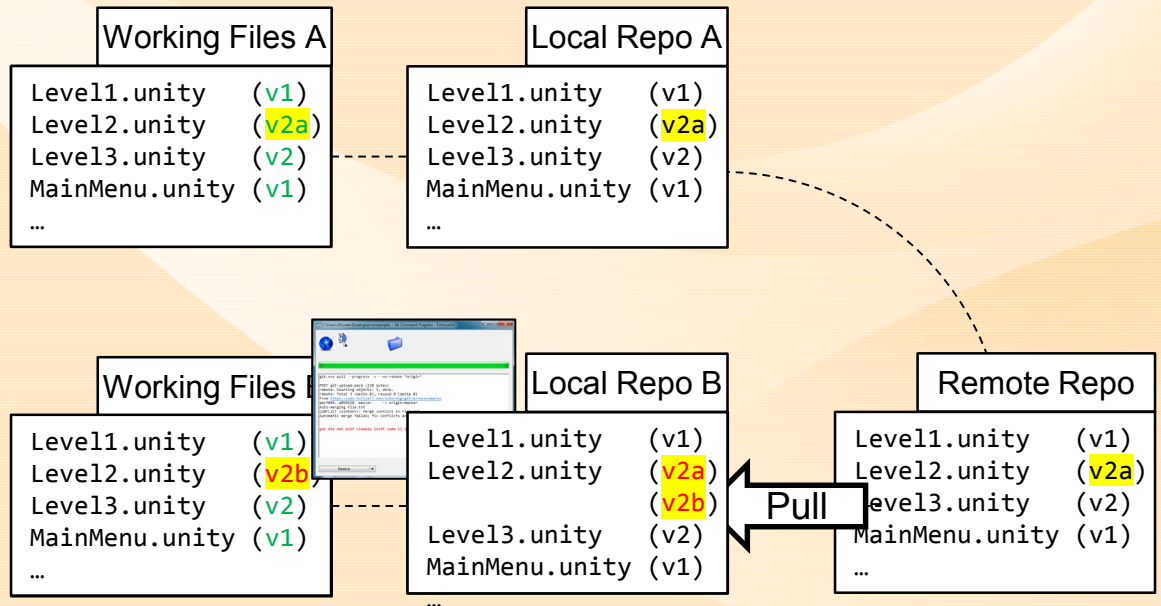 Working Files A
Level1.unity (v1)
Level2.unity (v2a)
Level3.unity (v2)
MainMenu.unity (v1)
…
Local Repo A
Level1.unity (v1)
Level2.unity (v2a)
Level3.unity (v2)
MainMenu.unity (v1)
…
Working Files
Level1.unity (v1)
Level2.unity (v2b)
Level3.unity (v2)
MainMenu.unity (v1)
…
Local Repo B
Level1.unity (v1)
Level2.unity (v2a)
(v2b)
Level3.unity (v2)
MainMenu.unity (v1)
…
Pull
Remote Repo
Level1.unity (v1)
Level2.unity (v2a)
Level3.unity (v2)
MainMenu.unity (v1)
…